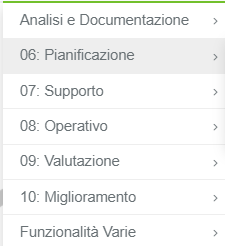 Analisi e Documentazione
06: Pianificazione
07: Supporto
08: Operativo
09: Valutazione
10: Miglioramento
Funzionalità Varie